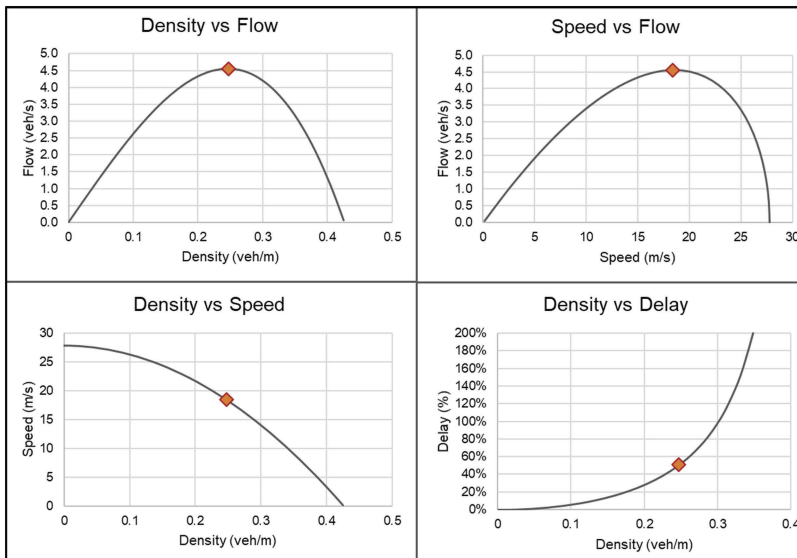 Density vs Flow
5.0
4.5
4.0
3.5
3.0
2.5
2.0
1.5
1.0
0.5
0.0
Flow (veh/s)
0 0.1 0.2 0.3 0.4 0.5
Density (veh/m)
Speed vs Flow
5.0
4.5
4.0
3.5
3.0
2.5
2.0
1.5
1.0
0.5
0.0
Flow (veh/s)
0 5 10 15 20 25 30
Speed (m/s)
Density vs Speed
30
25
20
15
10
5
0
Speed (m/s)
0 0.1 0.2 0.3 0.4 0.5
Density (veh/m)
Density vs Delay
200%
180%
160%
140%
120%
100%
80%
60%
40%
20%
0%
Delay (%)
0 0.1 0.2 0.3 0.4
Density (veh/m)